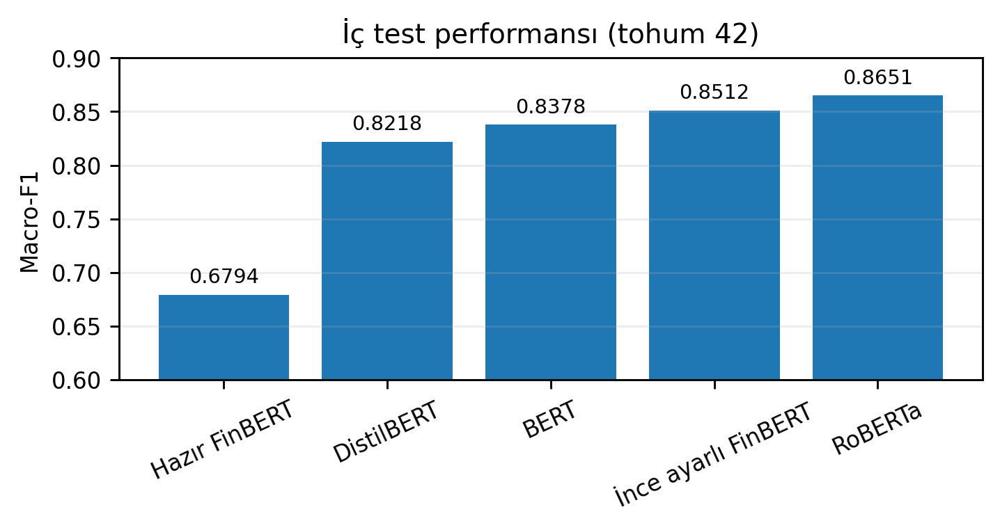 İç test performansı (tohum 42)
Macro-F1
0.90
0.85
0.80
0.75
0.70
0.65
0.60
0.6794
0.8218
0.8378
0.8512
0.8651
Hazır FinBERT
DistilBERT
BERT
İnce ayarlı FinBERT
RoBERTa